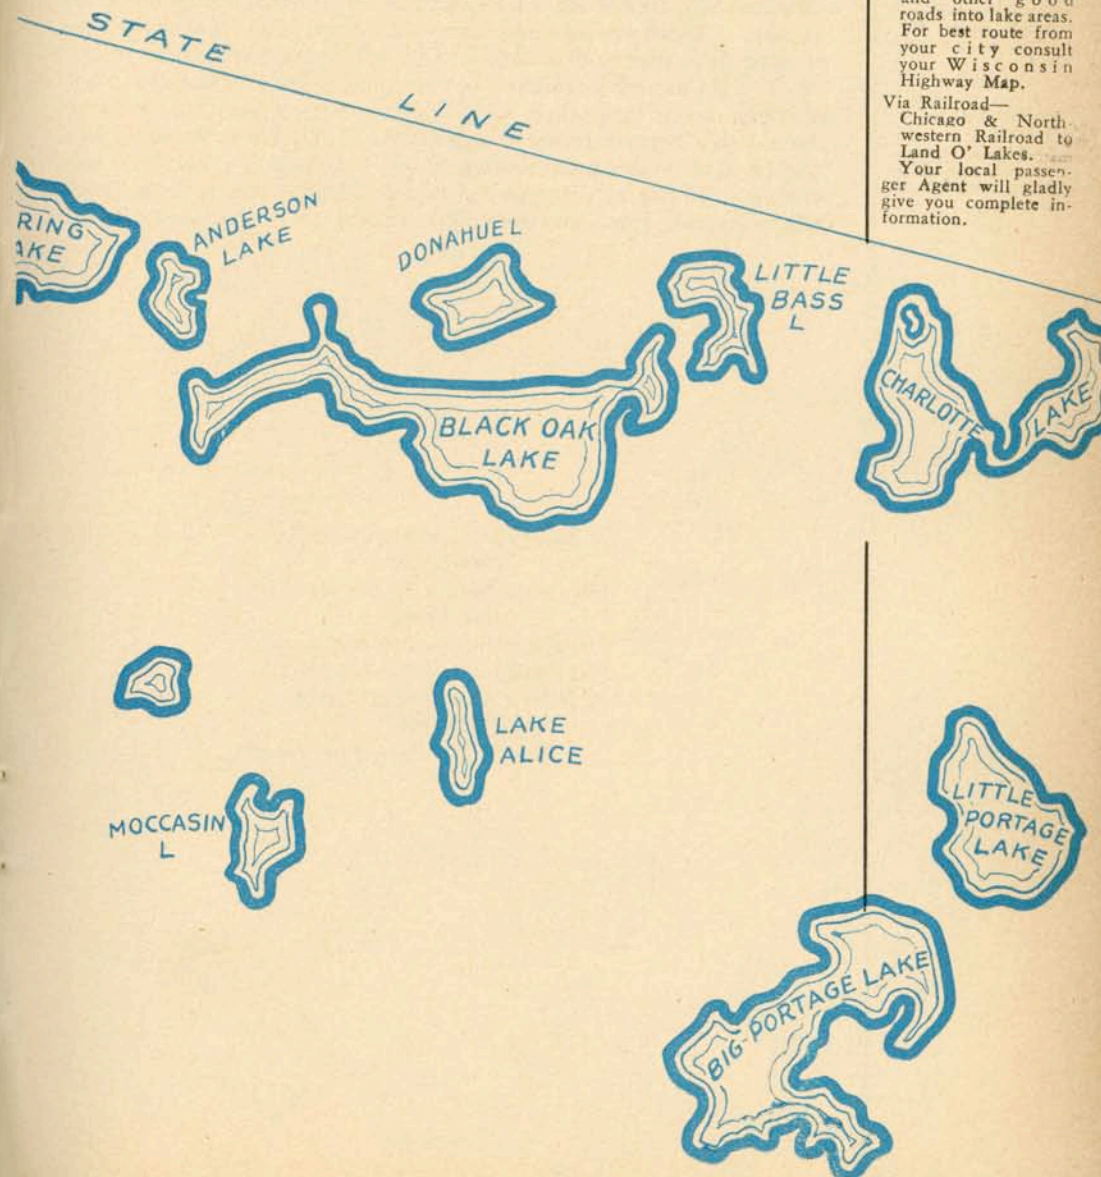 and other good
roads into lake areas.
For best route from
your city consult
your Wisconsin
Highway Map.
Via Railroad—
Chicago & North-
western Railroad to
Land O' Lakes.
Your local passen-
ger Agent will gladly
give you complete in-
formation.
STATE LINE
RING
AKE
ANDERSON
LAKE
DONAHUE L
LITTLE
BASS
L
CHARLOTTE LAKE
BLACK OAK
LAKE
LAKE
ALICE
MOCCASIN
L
LITTLE
PORTAGE
LAKE
BIG PORTAGE LAKE